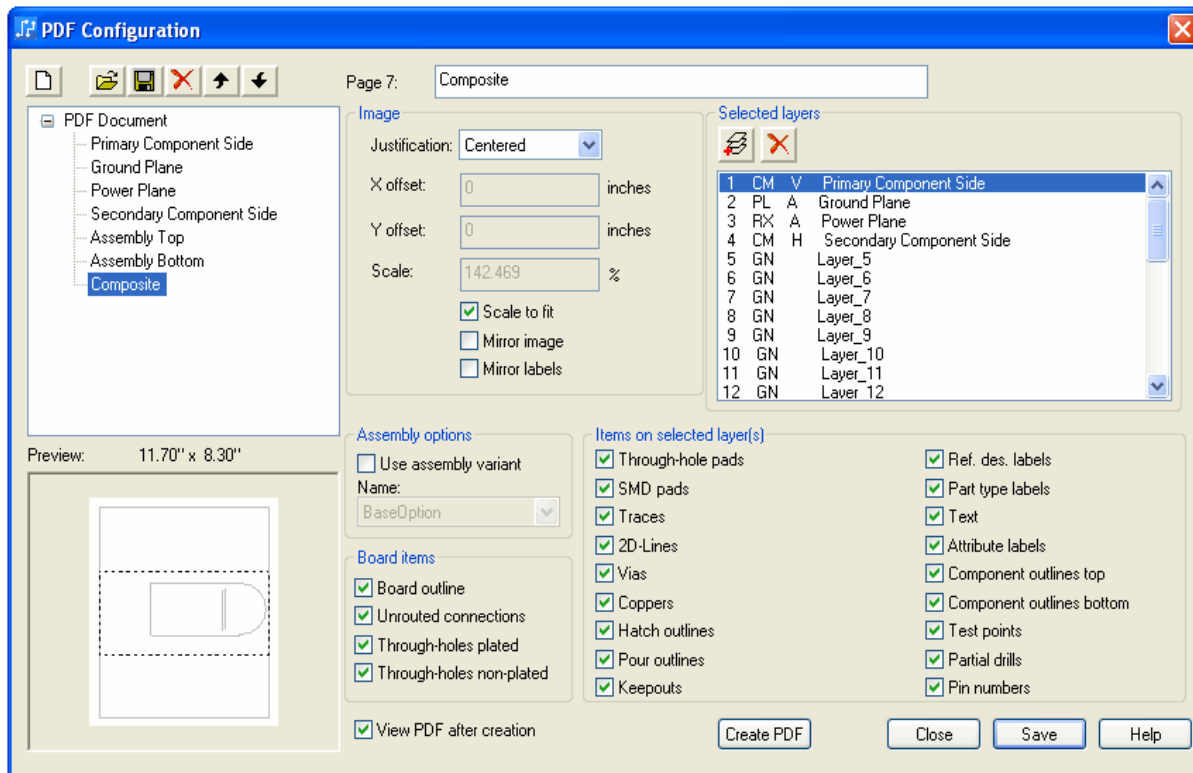 PDF Configuration
Page 7: Composite
PDF Document
Primary Component Side
Ground Plane
Power Plane
Secondary Component Side
Assembly Top
Assembly Bottom
Composite
Preview: 11.70" x 8.30"
Image
Justification: Centered
X offset: 0 inches
Y offset: 0 inches
Scale: 142.469 %
Scale to fit
Mirror image
Mirror labels
Selected layers
1 CM V Primary Component Side
2 PL A Ground Plane
3 RX A Power Plane
4 CM H Secondary Component Side
5 GN Layer_5
6 GN Layer_6
7 GN Layer_7
8 GN Layer_8
9 GN Layer_9
10 GN Layer_10
11 GN Layer_11
12 GN Layer_12
Assembly options
Use assembly variant
Name:
BaseOption
Board items
Board outline
Unrouted connections
Through-holes plated
Through-holes non-plated
Items on selected layer(s)
Through-hole pads
SMD pads
Traces
2D-Lines
Vias
Coppers
Hatch outlines
Pour outlines
Keepouts
Ref. des. labels
Part type labels
Text
Attribute labels
Component outlines top
Component outlines bottom
Test points
Partial drills
Pin numbers
View PDF after creation
Create PDF Close Save Help